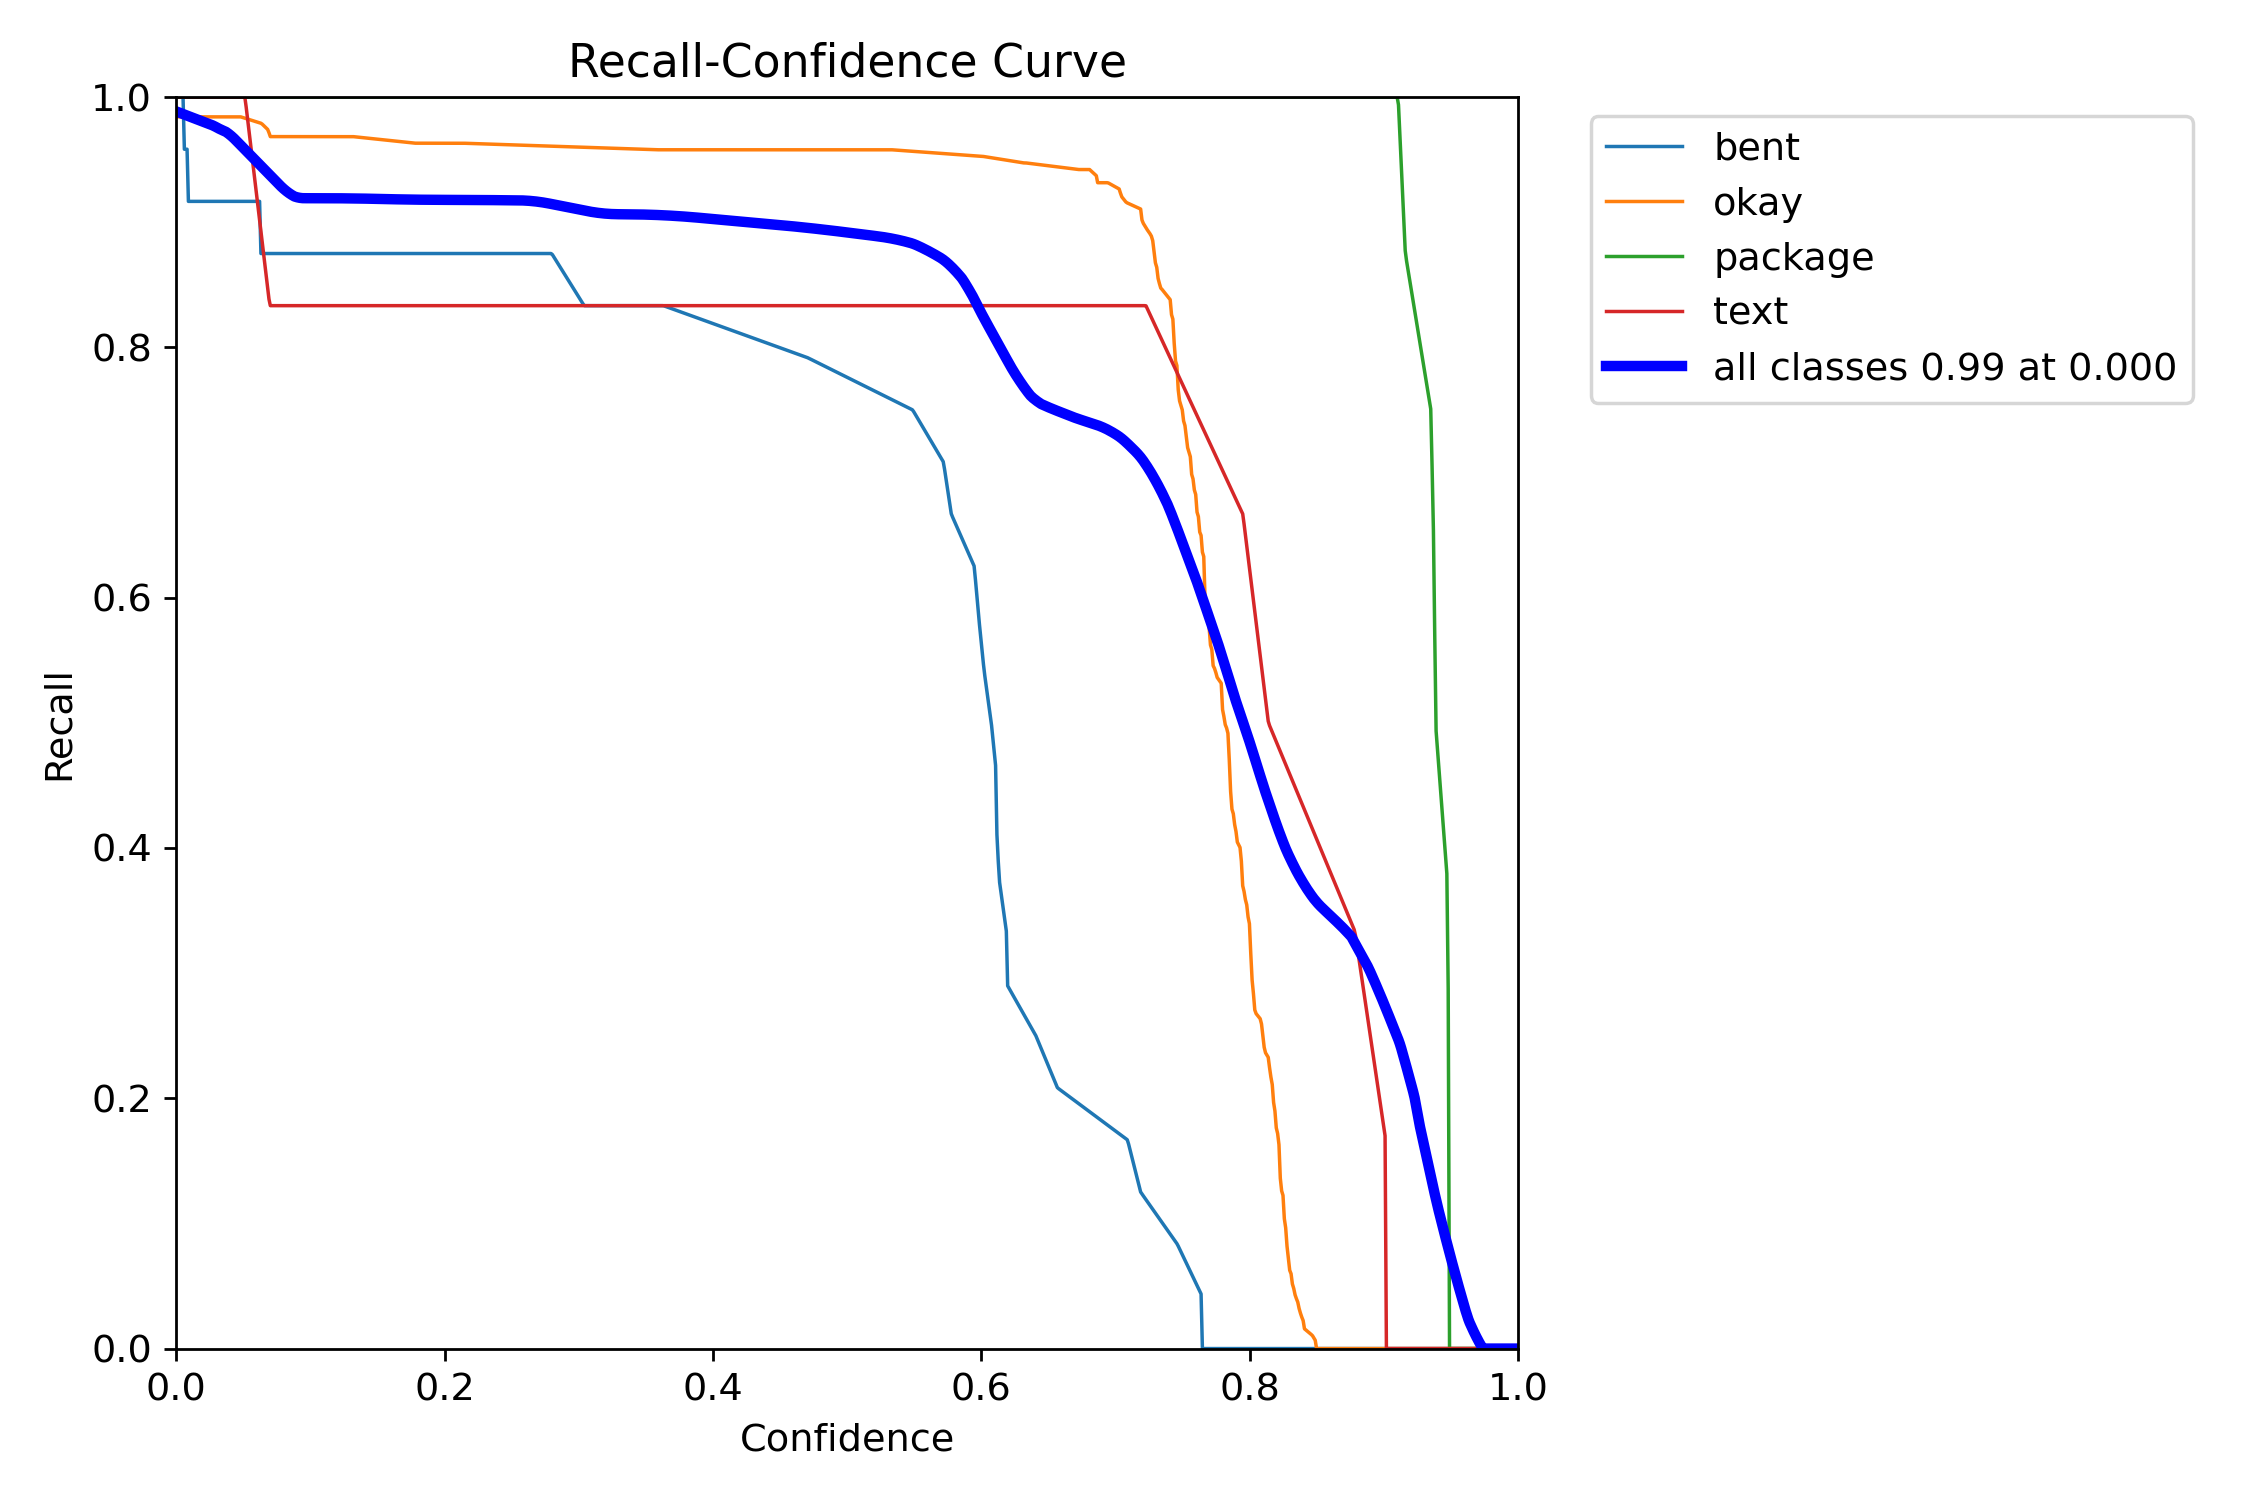 Recall-Confidence Curve
1.0
0.8
0.6
0.4
0.2
0.0
Recall
0.0 0.2 0.4 0.6 0.8 1.0
Confidence
bent
okay
package
text
all classes 0.99 at 0.000